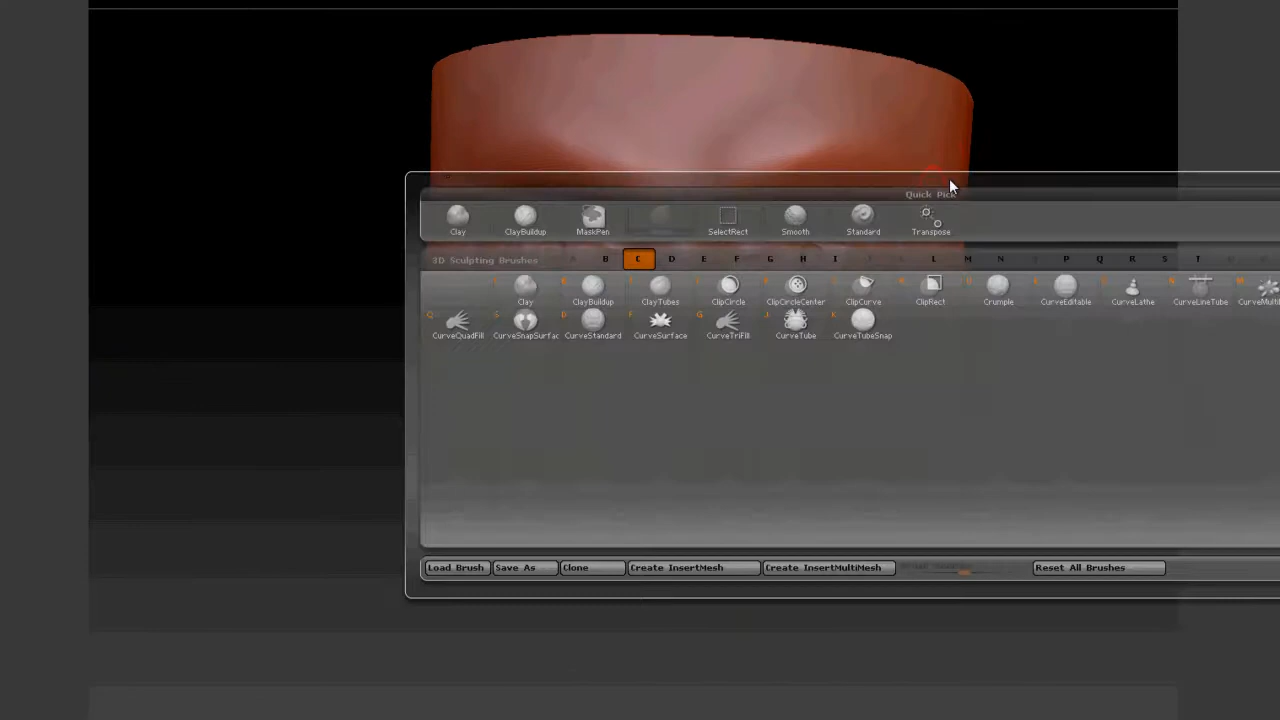 Quick Pick
Clay ClayBuildup MaskPen SelectRect Smooth Standard Transpose
3D Sculpting Brushes A B C D E F G H I L M N P Q R S T
Clay ClayBuildup ClayTubes ClipCircle ClipCircleCenter ClipCurve ClipRect Crumple CurveEditable CurveLathe CurveLineTube CurveMulti
Q S D F G J K
CurveQuadFill CurveSnapSurfac CurveStandard CurveSurface CurveTriFill CurveTube CurveTubeSnap
Load Brush Save As Clone Create InsertMesh Create InsertMultiMesh Reset All Brushes